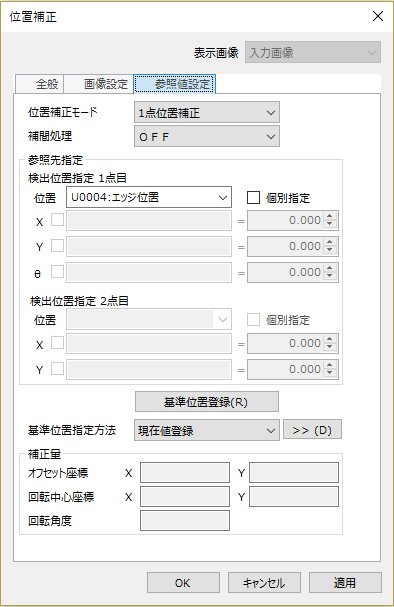 位置補正
表示画像 入力画像
全般 画像設定 参照値設定
位置補正モード 1点位置補正
補間処理 ＯＦＦ
参照先指定
検出位置指定 1点目
位置 U0004:エッジ位置 個別指定
X = 0.000
Y = 0.000
θ = 0.000
検出位置指定 2点目
位置 個別指定
X = 0.000
Y = 0.000
基準位置登録(R)
基準位置指定方法 現在値登録 >> (D)
補正量
オフセット座標 X Y
回転中心座標 X Y
回転角度
OK キャンセル 適用